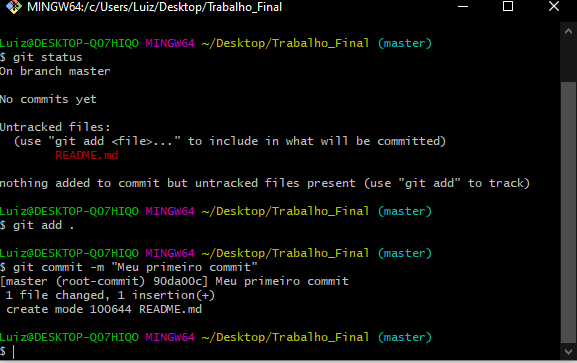 MINGW64:/c/Users/Luiz/Desktop/Trabalho_Final
Luiz@DESKTOP-QO7HIQO MINGW64 ~/Desktop/Trabalho_Final (master)
$ git status
On branch master
No commits yet
Untracked files:
(use "git add <file>..." to include in what will be committed)
README.md
nothing added to commit but untracked files present (use "git add" to track)
Luiz@DESKTOP-QO7HIQO MINGW64 ~/Desktop/Trabalho_Final (master)
$ git add .
Luiz@DESKTOP-QO7HIQO MINGW64 ~/Desktop/Trabalho_Final (master)
$ git commit -m "Meu primeiro commit"
[master (root-commit) 90da00c] Meu primeiro commit
1 file changed, 1 insertion(+)
create mode 100644 README.md
Luiz@DESKTOP-QO7HIQO MINGW64 ~/Desktop/Trabalho_Final (master)
$